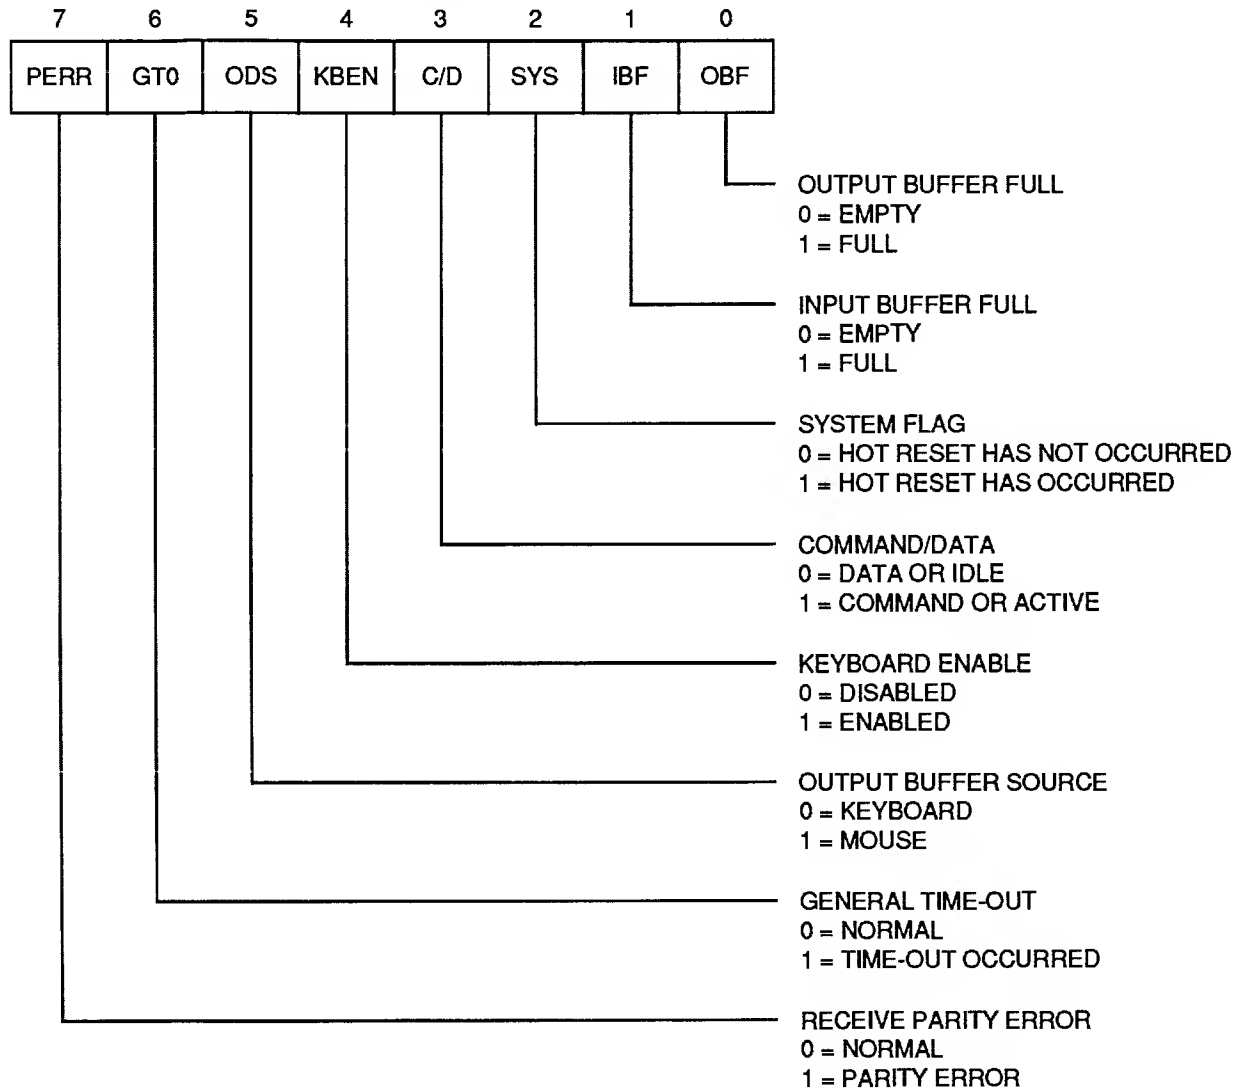 7 6 5 4 3 2 1 0
PERR GT0 ODS KBEN C/D SYS IBF OBF
OUTPUT BUFFER FULL
0 = EMPTY
1 = FULL
INPUT BUFFER FULL
0 = EMPTY
1 = FULL
SYSTEM FLAG
0 = HOT RESET HAS NOT OCCURRED
1 = HOT RESET HAS OCCURRED
COMMAND/DATA
0 = DATA OR IDLE
1 = COMMAND OR ACTIVE
KEYBOARD ENABLE
0 = DISABLED
1 = ENABLED
OUTPUT BUFFER SOURCE
0 = KEYBOARD
1 = MOUSE
GENERAL TIME-OUT
0 = NORMAL
1 = TIME-OUT OCCURRED
RECEIVE PARITY ERROR
0 = NORMAL
1 = PARITY ERROR